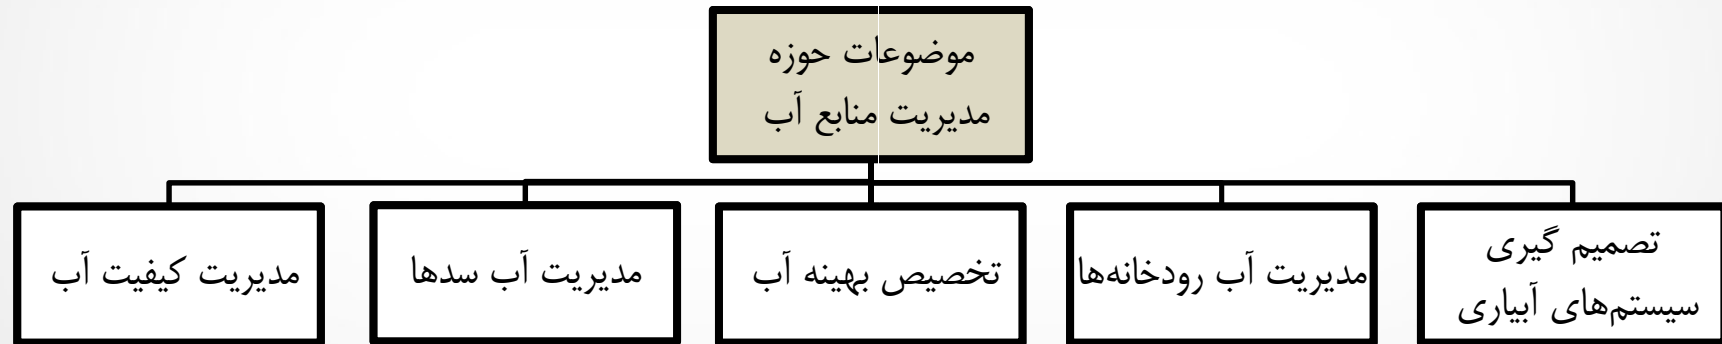 موضوعات حوزه
مدیریت منابع آب
تصمیم گیری
سیستم‌های آبیاری
مدیریت آب رودخانه‌ها
تخصیص بهینه آب
مدیریت آب سدها
مدیریت کیفیت آب